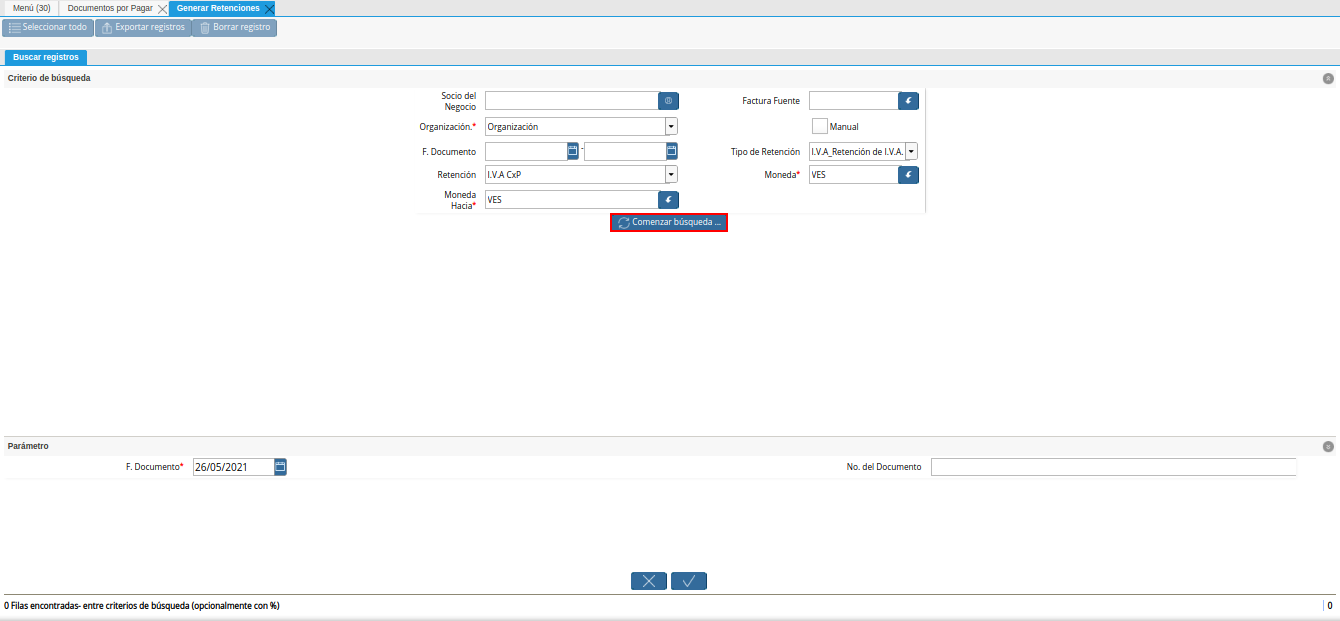 Menú (30) Documentos por Pagar Generar Retenciones
Seleccionar todo Exportar registros Borrar registro
Buscar registros
Criterio de búsqueda
Socio del
Negocio
Factura Fuente
Organización.* Organización
Manual
F. Documento -
Tipo de Retención I.V.A_Retención de I.V.A.
Retención I.V.A CxP
Moneda* VES
Moneda
Hacia* VES
Comenzar búsqueda ...
Parámetro
F. Documento* 26/05/2021
No. del Documento
0 Filas encontradas- entre criterios de búsqueda (opcionalmente con %) 0